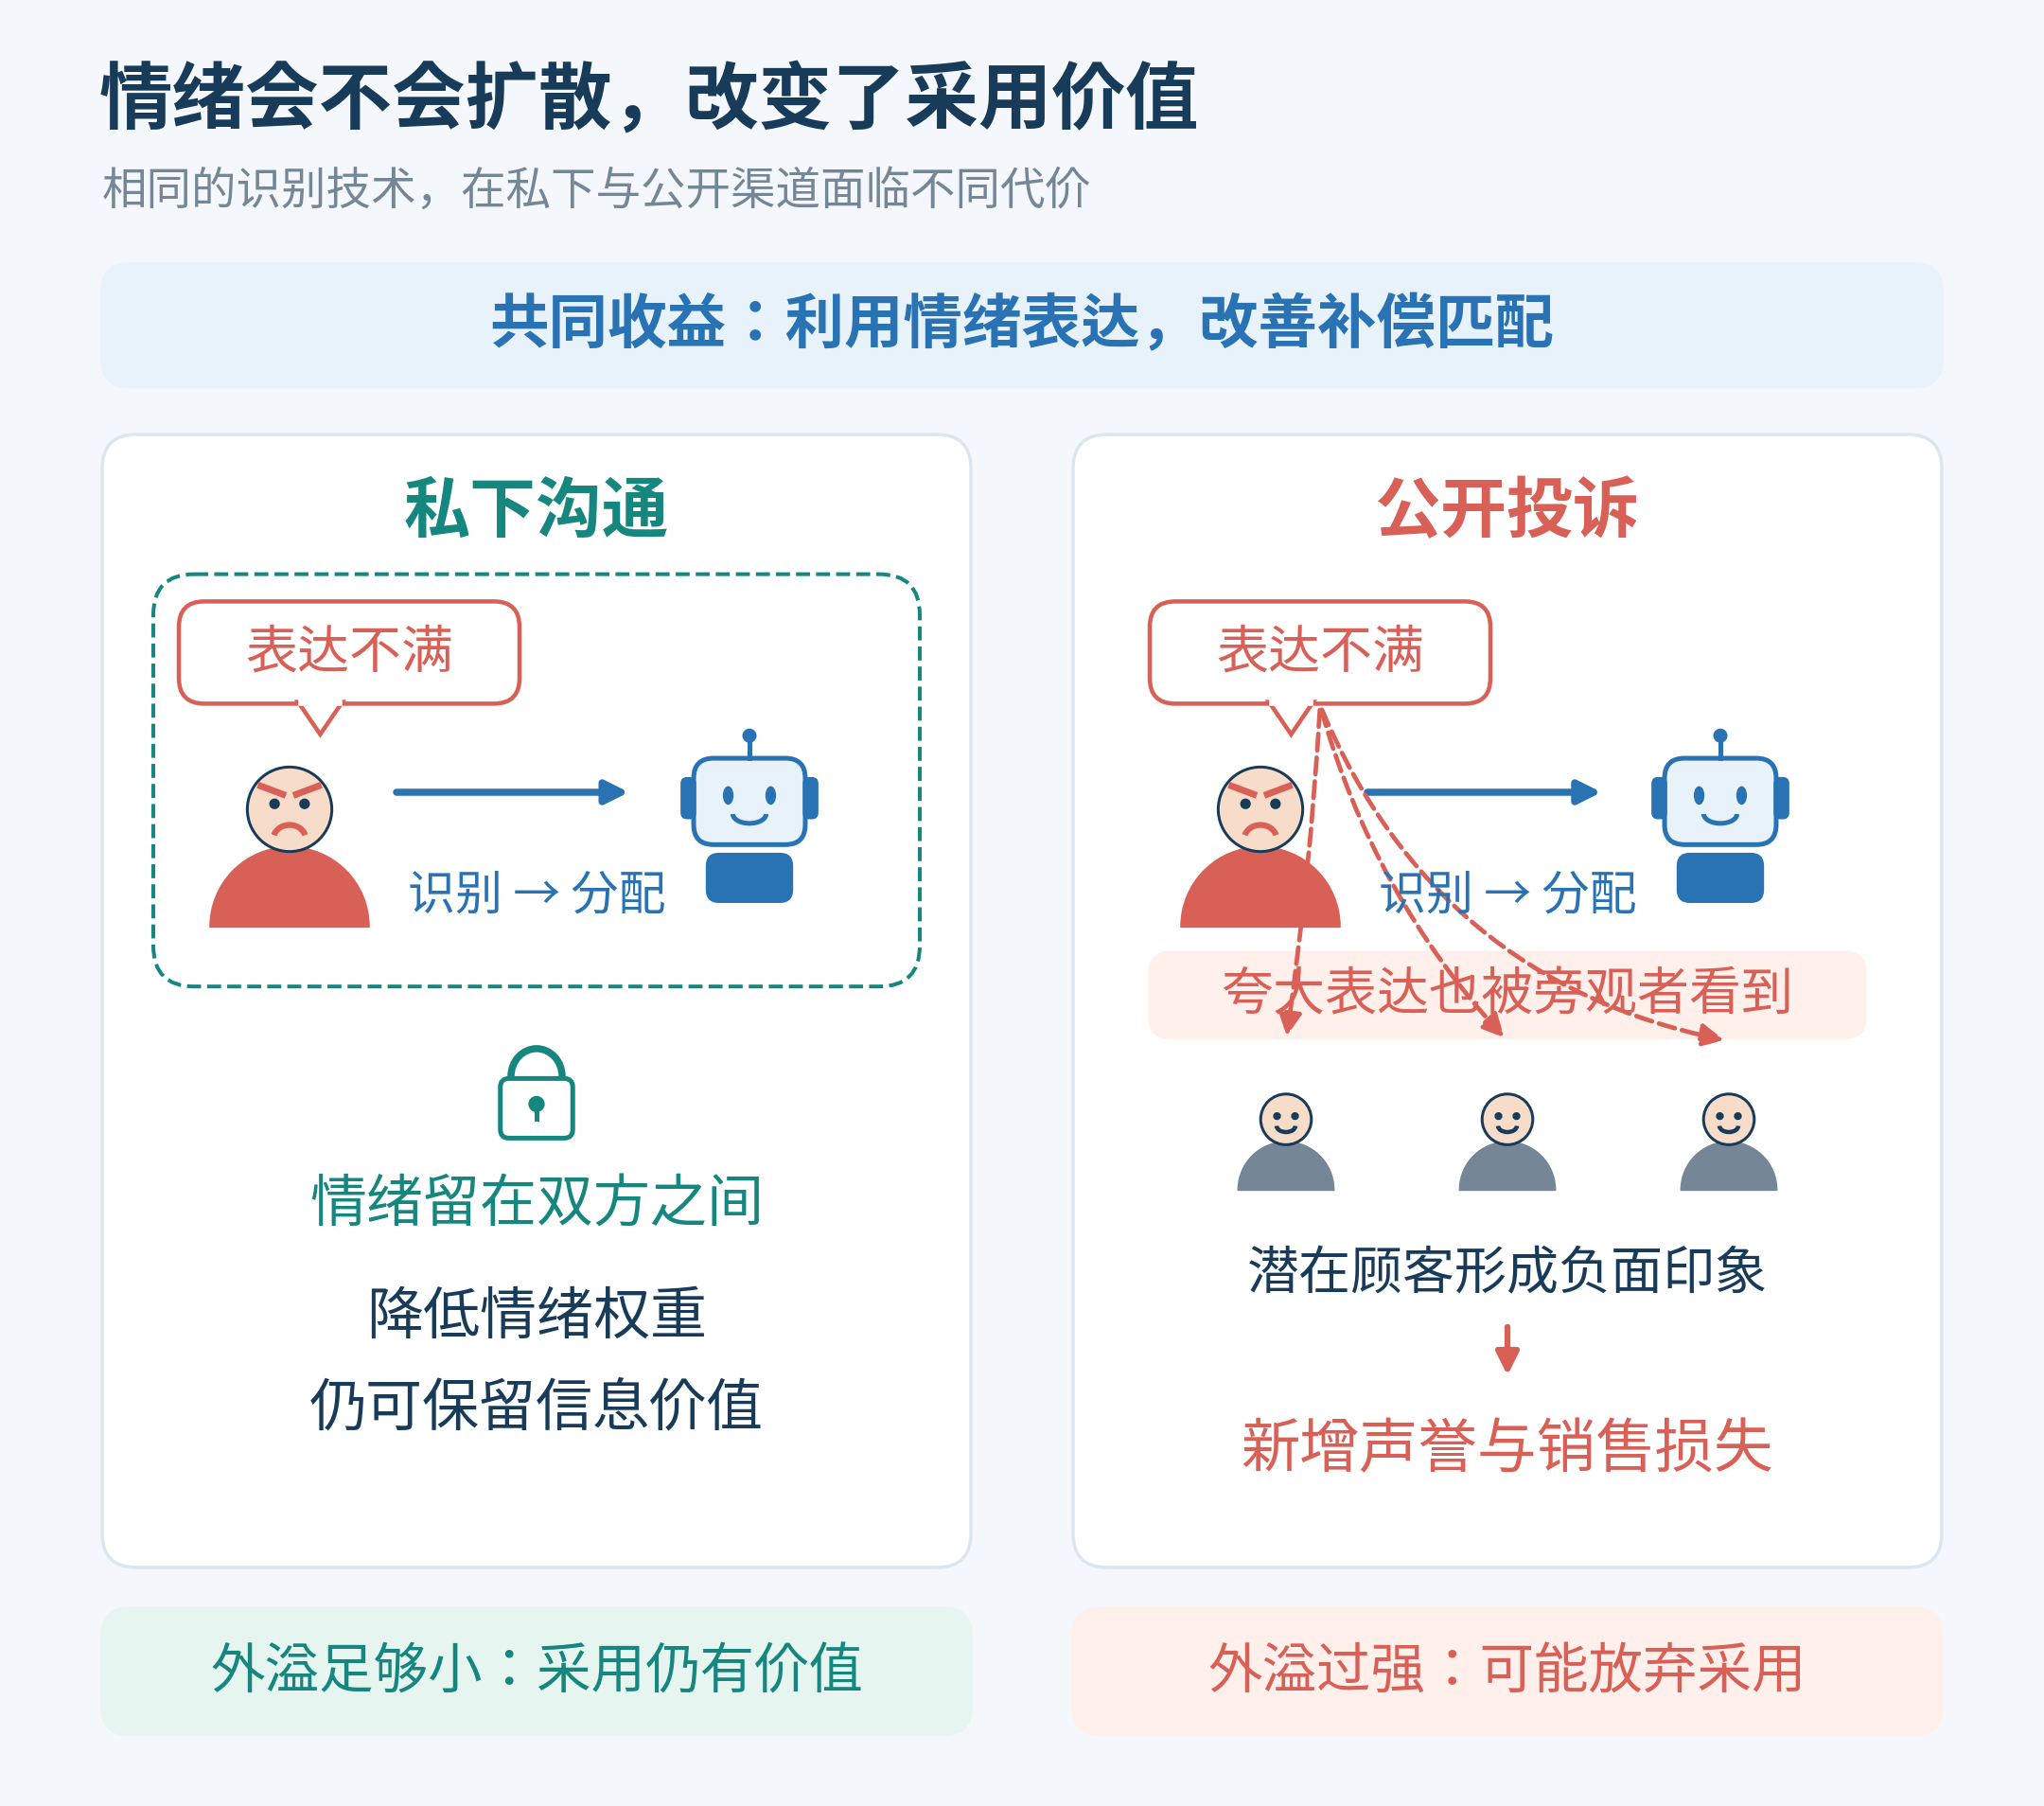 情绪会不会扩散，改变了采用价值
相同的识别技术，在私下与公开渠道面临不同代价
共同收益：利用情绪表达，改善补偿匹配
私下沟通
表达不满
识别 → 分配
情绪留在双方之间
降低情绪权重
仍可保留信息价值
外溢足够小：采用仍有价值
公开投诉
表达不满
识别 → 分配
夸大表达也被旁观者看到
潜在顾客形成负面印象
新增声誉与销售损失
外溢过强：可能放弃采用